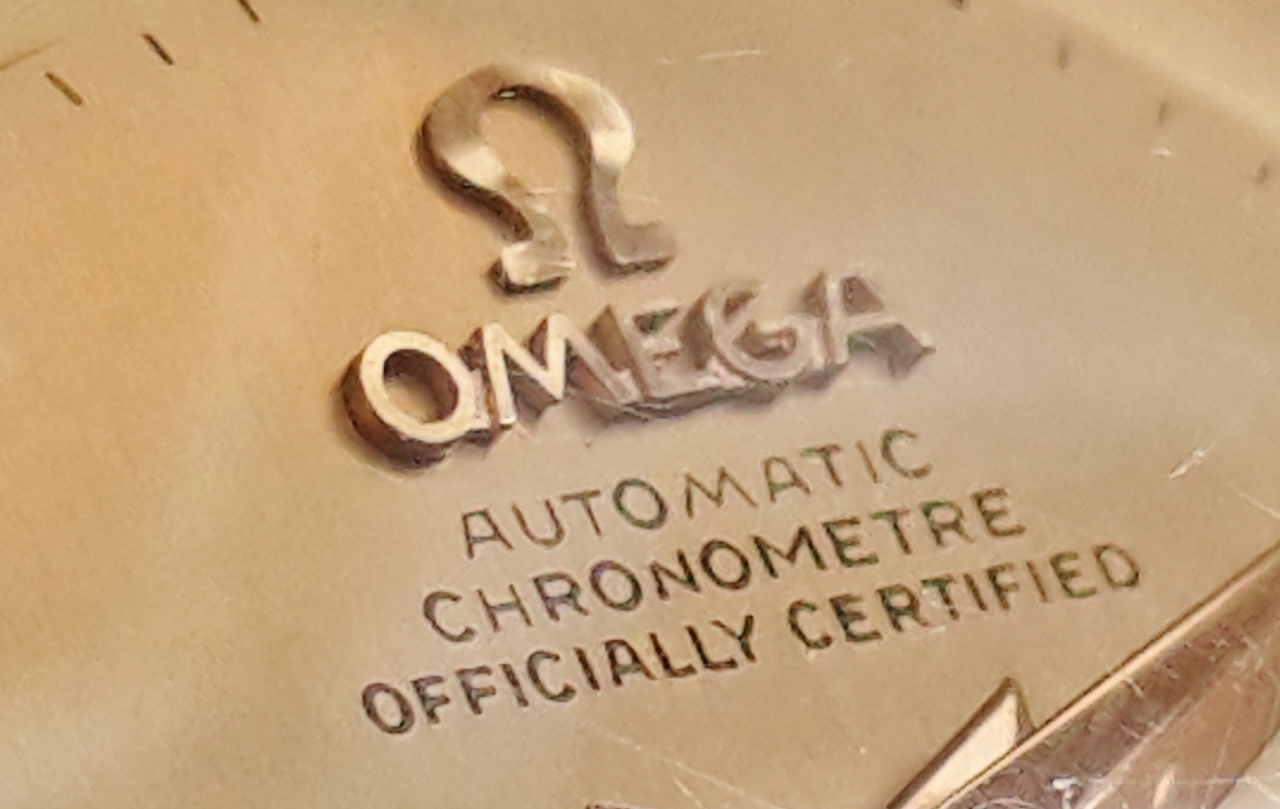 Ω
OMEGA
AUTOMATIC
CHRONOMETRE
OFFICIALLY CERTIFIED